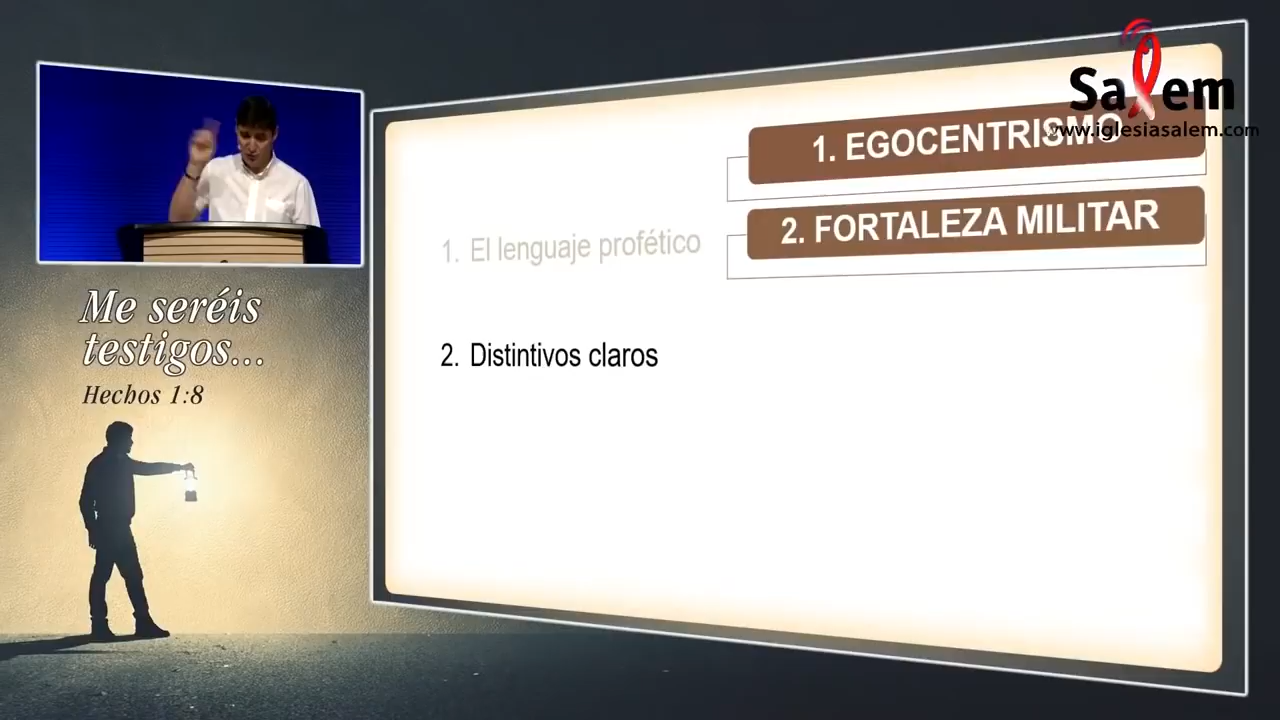 Salem
www.iglesiasalem.com
1. EGOCENTRISMO
2. FORTALEZA MILITAR
1. El lenguaje profético
2. Distintivos claros
Me seréis
testigos...
Hechos 1:8